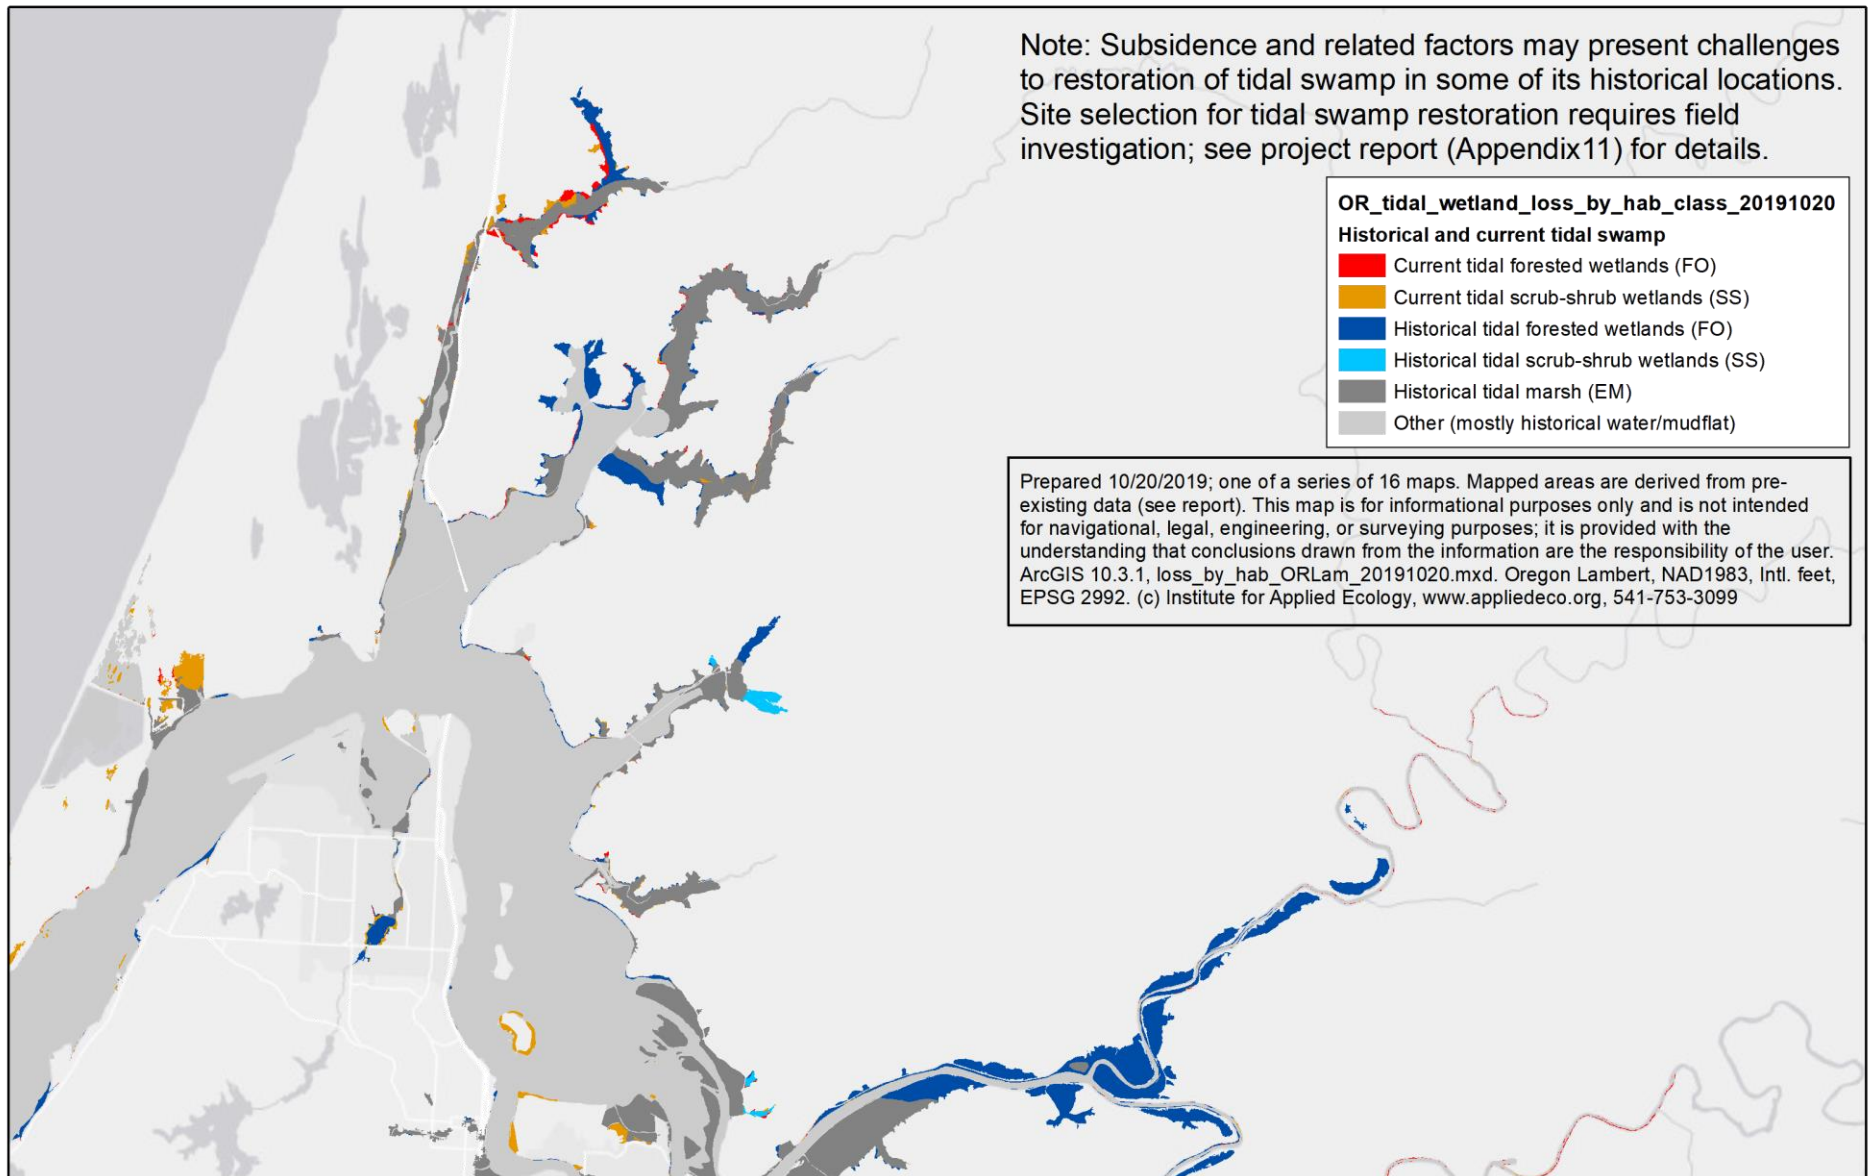 Note: Subsidence and related factors may present challenges
to restoration of tidal swamp in some of its historical locations.
Site selection for tidal swamp restoration requires field
investigation; see project report (Appendix11) for details.
OR_tidal_wetland_loss_by_hab_class_20191020
Historical and current tidal swamp
Current tidal forested wetlands (FO)
Current tidal scrub-shrub wetlands (SS)
Historical tidal forested wetlands (FO)
Historical tidal scrub-shrub wetlands (SS)
Historical tidal marsh (EM)
Other (mostly historical water/mudflat)
Prepared 10/20/2019; one of a series of 16 maps. Mapped areas are derived from pre-
existing data (see report). This map is for informational purposes only and is not intended
for navigational, legal, engineering, or surveying purposes; it is provided with the
understanding that conclusions drawn from the information are the responsibility of the user.
ArcGIS 10.3.1, loss_by_hab_ORLam_20191020.mxd. Oregon Lambert, NAD1983, Intl. feet,
EPSG 2992. (c) Institute for Applied Ecology, www.appliedeco.org, 541-753-3099